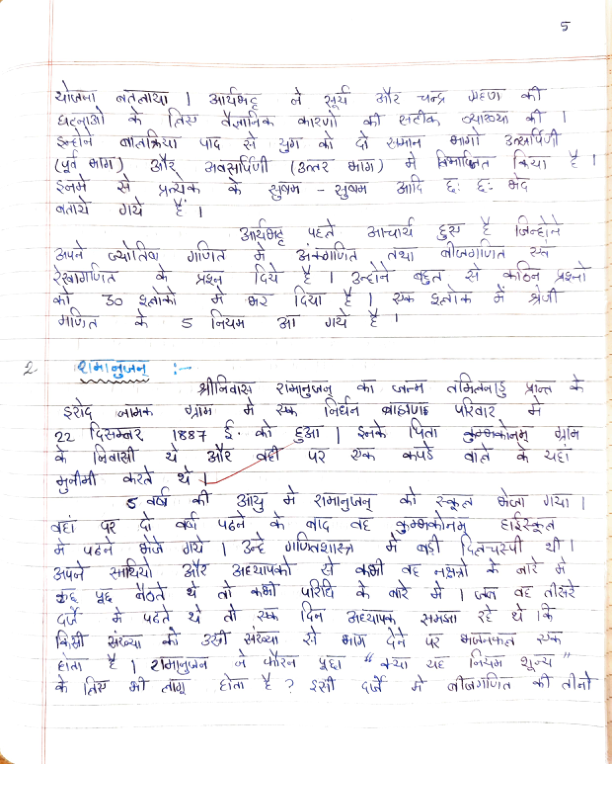 5
योजना बतलाया । आर्यभट्ट ने सूर्य और चन्द्र ग्रहण की
घटनाओ के लिए वैज्ञानिक कारणो की सटीक व्याख्या की ।
इन्होने बालक्रिया पाद से युग को दो समान भागो उत्सर्पिणी
(पूर्व भाग) और अवसर्पिणी (उत्तर भाग) मे विभाजित किया है ।
इनमे से प्रत्येक के सुषम - सुषम आदि छः छः भेद
बताये गये हैं ।
आर्यभट्ट पहले आचार्य हुए है जिन्होने
अपने ज्योतिष गणित मे अंकगणित तथा बीजगणित एवं
रेखागणित के प्रश्न दिये है । उन्होने बहुत से कठिन प्रश्नो
को 30 श्लोको मे भर दिया है । एक श्लोक मे श्रेणी
गणित के 5 नियम आ गये है ।
2. रामानुजन् :-
श्रीनिवास रामानुजन् का जन्म तमिलनाडु प्रान्त के
इरोद नामक ग्राम मे एक निर्धन ब्राह्मण परिवार मे
22 दिसम्बर 1887 ई. को हुआ । इनके पिता कुम्भकोनम् ग्राम
के निवासी थे और वही पर एक कपडे वाले के यहां
मुनीमी करते थे ।
5 वर्ष की आयु मे रामानुजन् को स्कूल भेजा गया ।
वहां पर दो वर्ष पढने के बाद वह कुम्भकोनम् हाईस्कूल
मे पढने भेजे गये । उन्हे गणितशास्त्र मे बडी दिलचस्पी थी ।
अपने साथियो और अध्यापको से कभी वह नक्षत्रो के बारे मे
कुछ पूछ बैठते थे तो कभी परिधि के बारे मे । जब वह तीसरे
दर्जे मे पढते थे तो एक दिन अध्यापक समझा रहे थे कि
किसी संख्या को उसी संख्या से भाग देने पर भागफल एक
होता है । रामानुजन ने फौरन पूछा “ क्या यह नियम शून्य ”
के लिए भी लागू होता है ? इसी दर्जे मे बीजगणित की तीनो